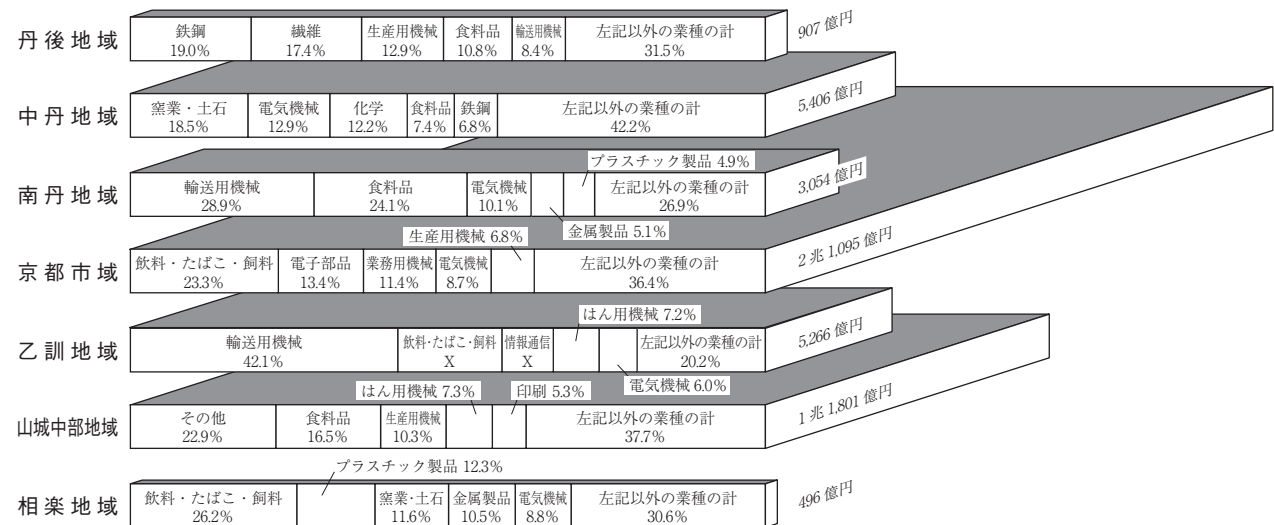 丹後地域
鉄鋼
19.0%
繊維
17.4%
生産用機械
12.9%
食料品
10.8%
輸送用機械
8.4%
左記以外の業種の計
31.5%
907 億円
中丹地域
窯業・土石
18.5%
電気機械
12.9%
化学
12.2%
食料品
7.4%
鉄鋼
6.8%
左記以外の業種の計
42.2%
5,406 億円
南丹地域
輸送用機械
28.9%
食料品
24.1%
電気機械
10.1%
金属製品 5.1%
プラスチック製品 4.9%
左記以外の業種の計
26.9%
3,054 億円
京都市域
飲料・たばこ・飼料
23.3%
電子部品
13.4%
業務用機械
11.4%
電気機械
8.7%
生産用機械 6.8%
左記以外の業種の計
36.4%
2 兆 1,095 億円
乙訓地域
輸送用機械
42.1%
飲料・たばこ・飼料
X
情報通信
X
はん用機械 7.2%
電気機械 6.0%
左記以外の業種の計
20.2%
5,266 億円
山城中部地域
その他
22.9%
食料品
16.5%
生産用機械
10.3%
はん用機械 7.3%
印刷 5.3%
左記以外の業種の計
37.7%
1 兆 1,801 億円
相楽地域
飲料・たばこ・飼料
26.2%
プラスチック製品 12.3%
窯業・土石
11.6%
金属製品
10.5%
電気機械
8.8%
左記以外の業種の計
30.6%
496 億円